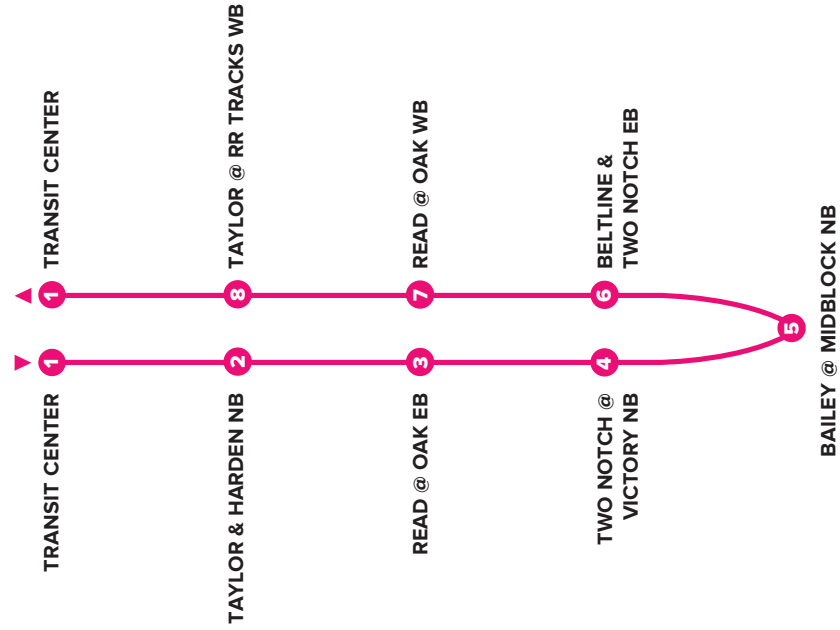 TRANSIT CENTER
1
TAYLOR & HARDEN NB
2
READ @ OAK EB
3
TWO NOTCH @
VICTORY NB
4
BAILEY @ MIDBLOCK NB
5
BELTLINE &
TWO NOTCH EB
6
READ @ OAK WB
7
TAYLOR @ RR TRACKS WB
8
TRANSIT CENTER
1